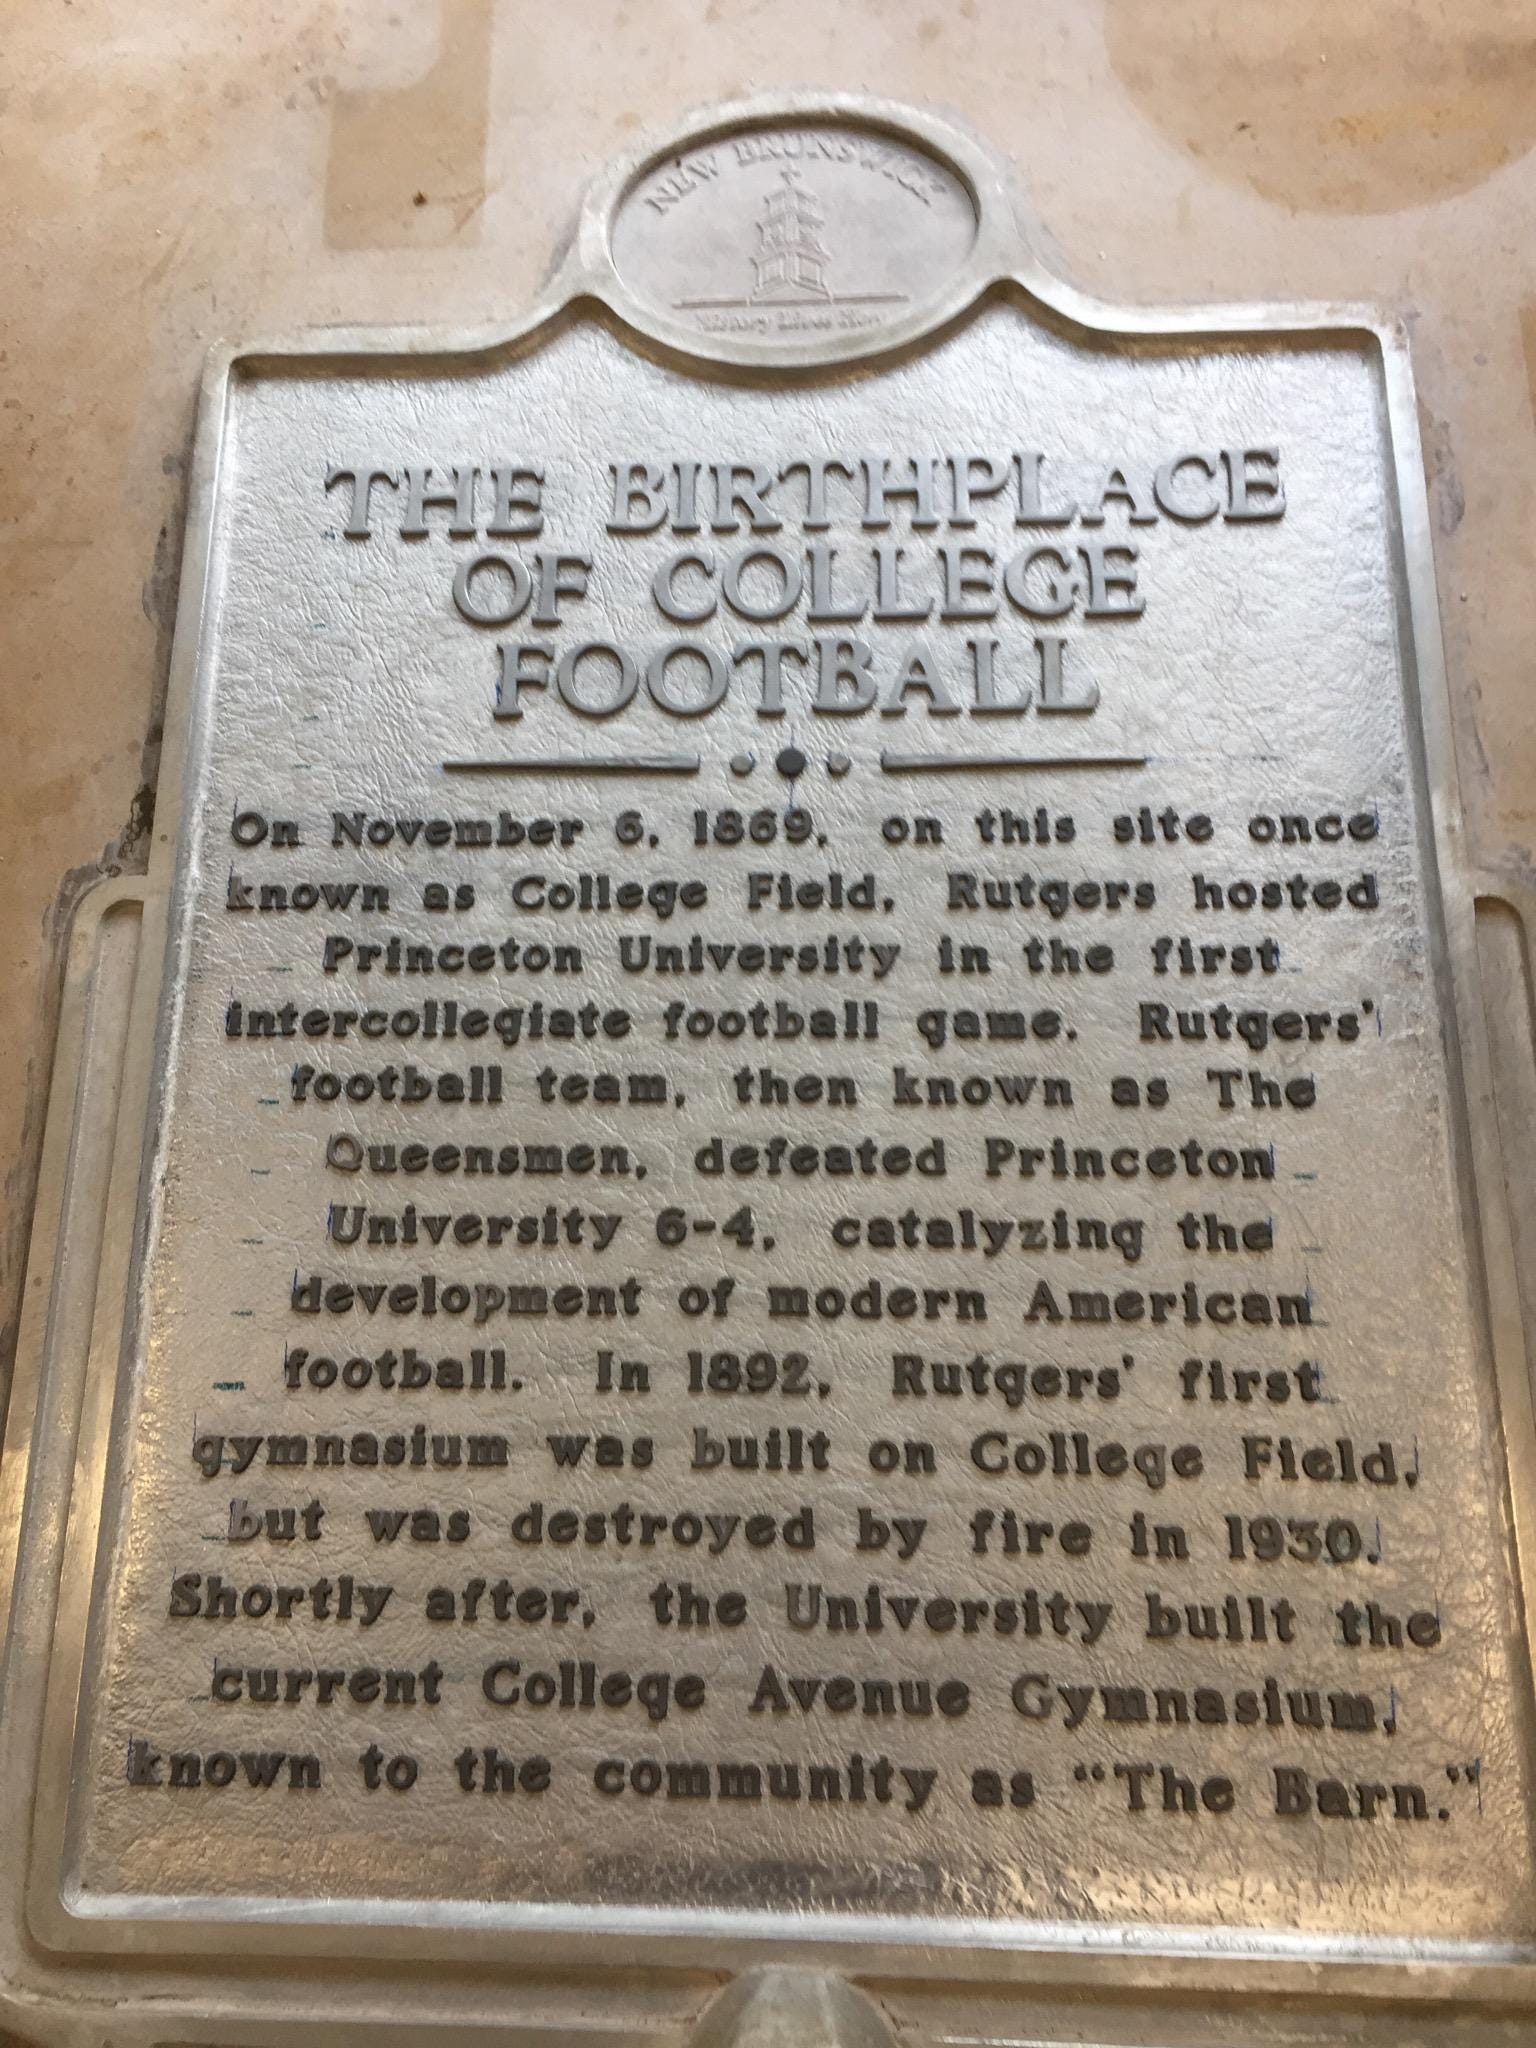 NEW BRUNSWICK
History Lives Here
THE BIRTHPLACE
OF COLLEGE
FOOTBALL
On November 6, 1869, on this site once
known as College Field, Rutgers hosted
Princeton University in the first
intercollegiate football game. Rutgers'
football team, then known as The
Queensmen, defeated Princeton
University 6-4, catalyzing the
development of modern American
football. In 1892, Rutgers' first
gymnasium was built on College Field,
but was destroyed by fire in 1930.
Shortly after, the University built the
current College Avenue Gymnasium,
known to the community as "The Barn."